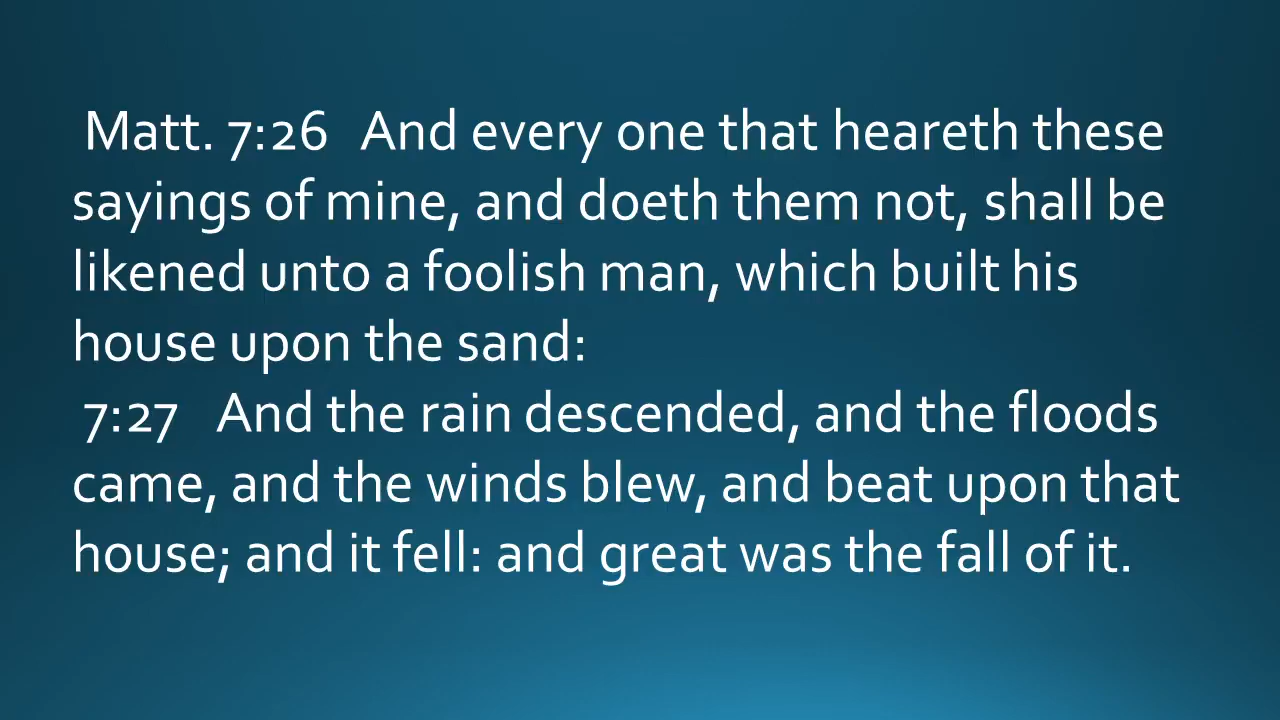 Matt. 7:26 And every one that heareth these
sayings of mine, and doeth them not, shall be
likened unto a foolish man, which built his
house upon the sand:
7:27 And the rain descended, and the floods
came, and the winds blew, and beat upon that
house; and it fell: and great was the fall of it.